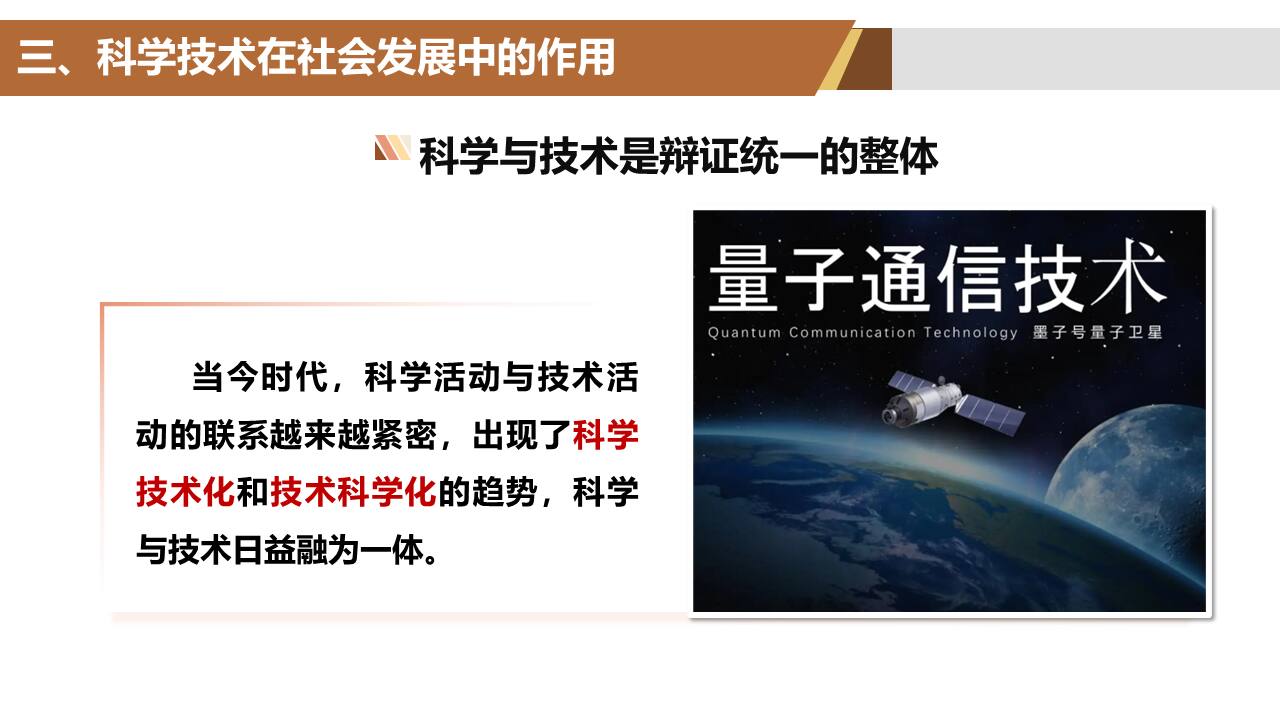 三、科学技术在社会发展中的作用
科学与技术是辩证统一的整体
量子通信技术
Quantum Communication Technology 墨子号量子卫星
当今时代，科学活动与技术活
动的联系越来越紧密，出现了科学
技术化和技术科学化的趋势，科学
与技术日益融为一体。